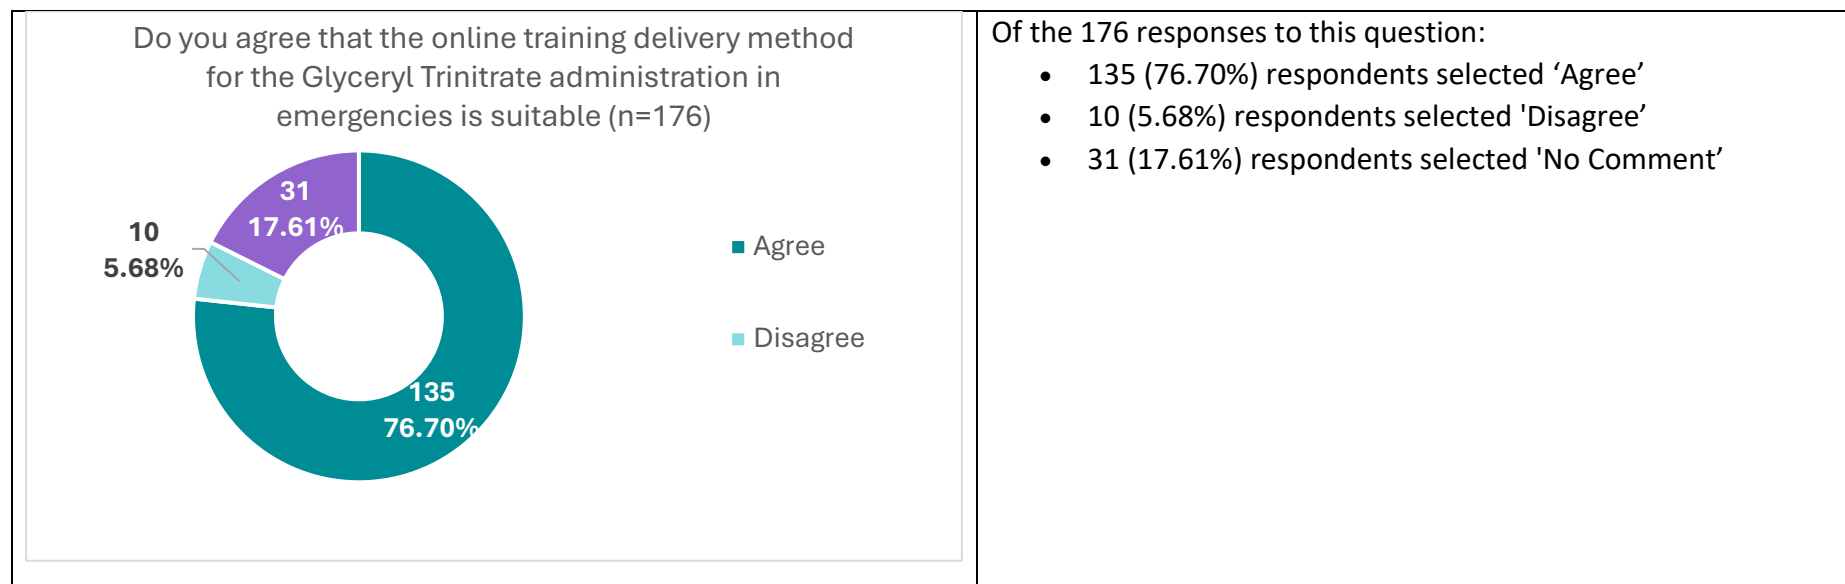 Do you agree that the online training delivery method
for the Glyceryl Trinitrate administration in
emergencies is suitable (n=176)
31
17.61%
10
5.68%
135
76.70%
Agree
Disagree
Of the 176 responses to this question:
• 135 (76.70%) respondents selected ‘Agree’
• 10 (5.68%) respondents selected 'Disagree’
• 31 (17.61%) respondents selected 'No Comment’